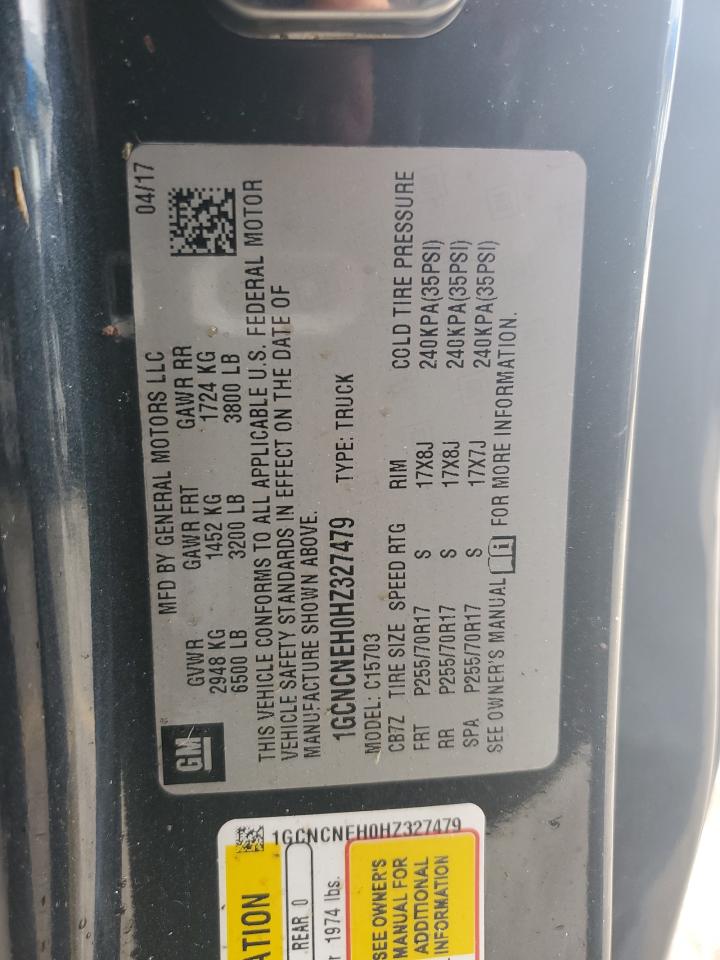 GM
MFD BY GENERAL MOTORS LLC 04/17
GVWR GAWR FRT GAWR RR
2948 KG 1452 KG 1724 KG
6500 LB 3200 LB 3800 LB
THIS VEHICLE CONFORMS TO ALL APPLICABLE U.S. FEDERAL MOTOR
VEHICLE SAFETY STANDARDS IN EFFECT ON THE DATE OF
MANUFACTURE SHOWN ABOVE.
1GCNCNEH0HZ327479 TYPE: TRUCK
MODEL: C15703
CB7Z TIRE SIZE SPEED RTG RIM COLD TIRE PRESSURE
FRT P255/70R17 S 17X8J 240KPA(35PSI)
RR P255/70R17 S 17X8J 240KPA(35PSI)
SPA P255/70R17 S 17X7J 240KPA(35PSI)
SEE OWNER'S MANUAL FOR MORE INFORMATION.
1GCNCNEH0HZ327479
ATION
REAR 0
r 1974 lbs.
SEE OWNER'S
MANUAL FOR
ADDITIONAL
INFORMATION